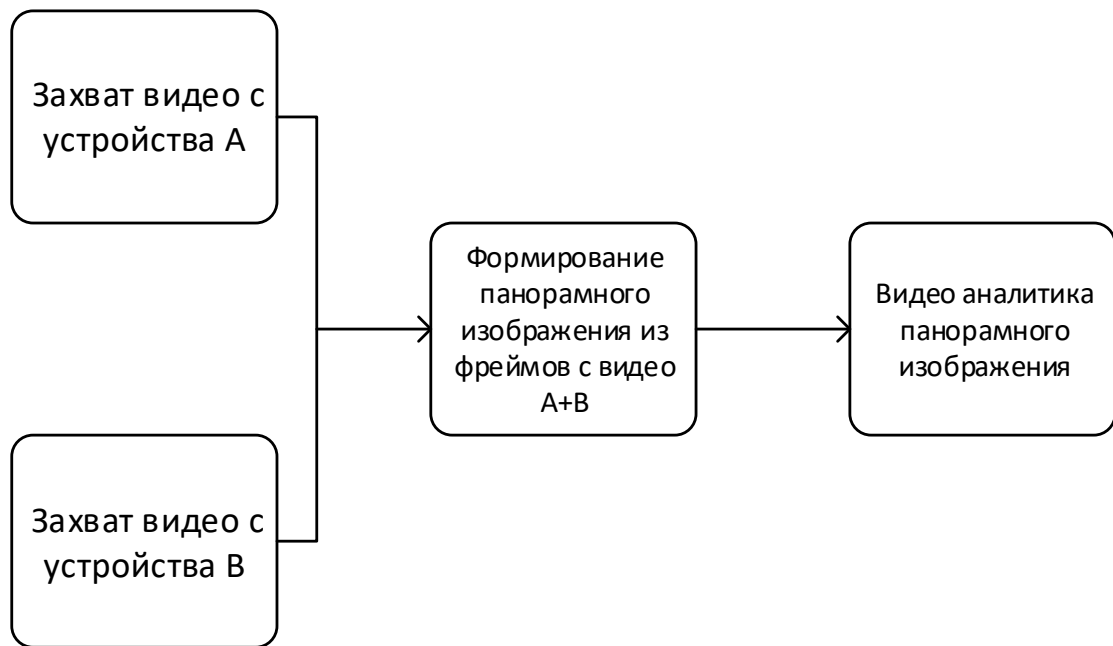 Захват видео с
устройства А
Формирование
панорамного
изображения из
фреймов с видео
А+В
Видео аналитика
панорамного
изображения
Захват видео с
устройства В